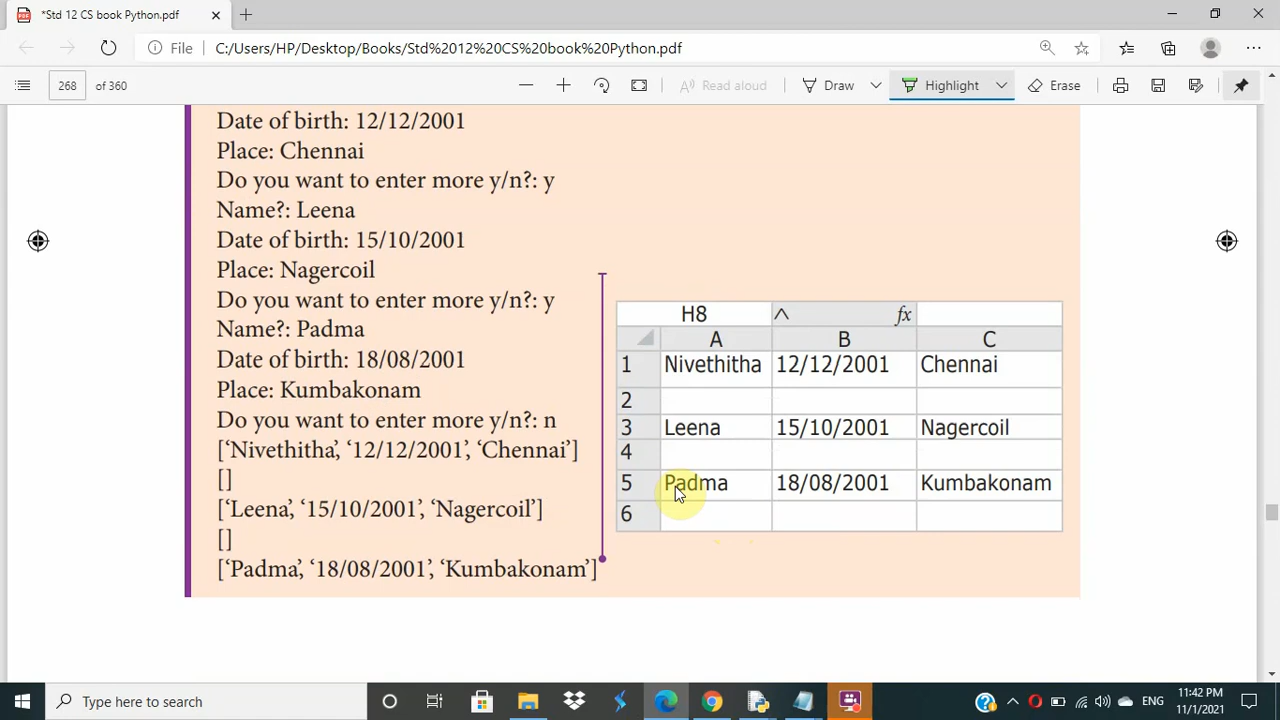 *Std 12 CS book Python.pdf
File C:/Users/HP/Desktop/Books/Std%2012%20CS%20book%20Python.pdf
268 of 360
Read aloud Draw Highlight Erase
Date of birth: 12/12/2001
Place: Chennai
Do you want to enter more y/n?: y
Name?: Leena
Date of birth: 15/10/2001
Place: Nagercoil
Do you want to enter more y/n?: y
Name?: Padma
Date of birth: 18/08/2001
Place: Kumbakonam
Do you want to enter more y/n?: n
[‘Nivethitha’, ‘12/12/2001’, ‘Chennai’]
[]
[‘Leena’, ‘15/10/2001’, ‘Nagercoil’]
[]
[‘Padma’, ‘18/08/2001’, ‘Kumbakonam’]
H8 fx
A B C
1 Nivethitha 12/12/2001 Chennai
2
3 Leena 15/10/2001 Nagercoil
4
5 Padma 18/08/2001 Kumbakonam
6
Type here to search
ENG
11:42 PM
11/1/2021